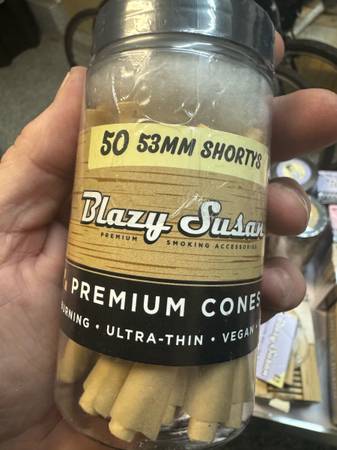 50 53MM SHORTYS
Blazy Susan
PREMIUM SMOKING ACCESSORIES
PREMIUM CONES
BURNING • ULTRA-THIN • VEGAN •